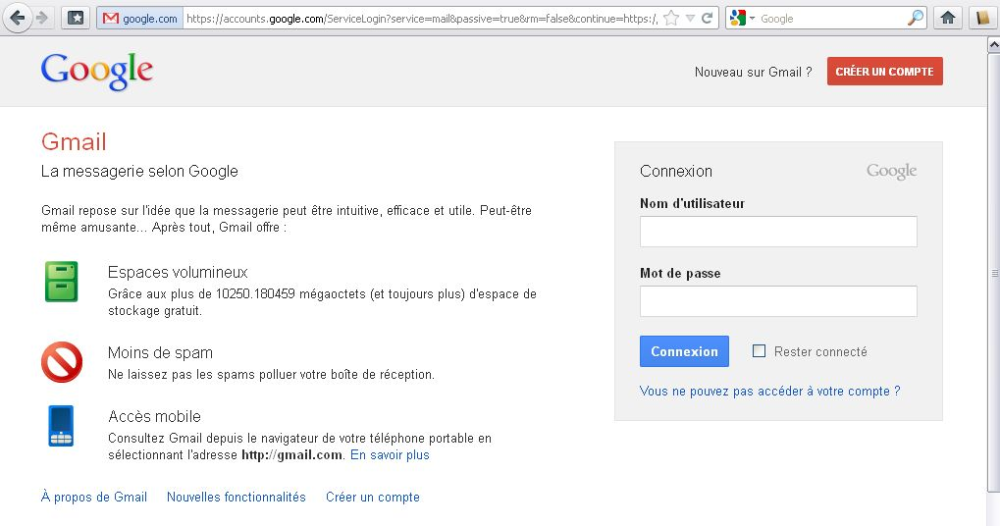 google.com https://accounts.google.com/ServiceLogin?service=mail&passive=true&rm=false&continue=https:/, Google
Google
Nouveau sur Gmail ? CRÉER UN COMPTE
Gmail
La messagerie selon Google
Gmail repose sur l'idée que la messagerie peut être intuitive, efficace et utile. Peut-être
même amusante... Après tout, Gmail offre :
Espaces volumineux
Grâce aux plus de 10250.180459 mégaoctets (et toujours plus) d'espace de
stockage gratuit.
Moins de spam
Ne laissez pas les spams polluer votre boîte de réception.
Accès mobile
Consultez Gmail depuis le navigateur de votre téléphone portable en
sélectionnant l'adresse http://gmail.com. En savoir plus
À propos de Gmail Nouvelles fonctionnalités Créer un compte
Connexion Google
Nom d'utilisateur
Mot de passe
Connexion Rester connecté
Vous ne pouvez pas accéder à votre compte ?